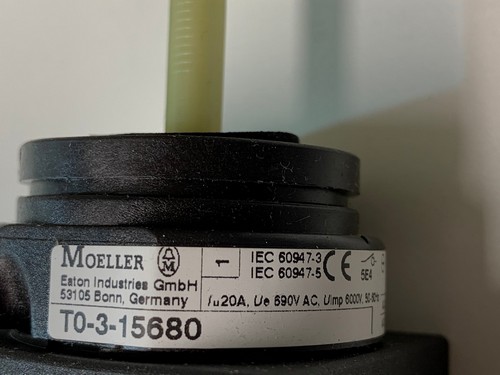 MOELLER
Eaton Industries GmbH
53105 Bonn, Germany
1
IEC 60947-3
IEC 60947-5
CE
5E4
Iu20A, Ue 690V AC, Uimp 6000V, 50-60Hz
T0-3-15680